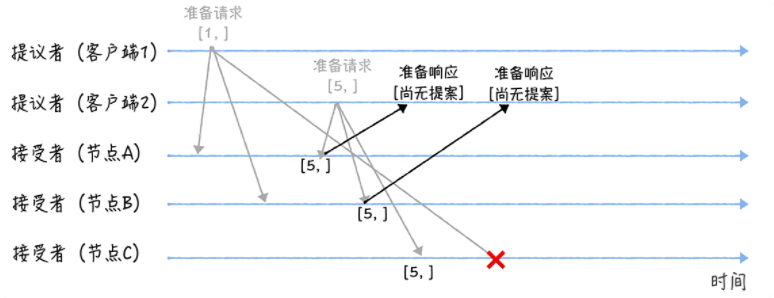 准备请求
[1, ]
提议者（客户端1）
准备请求
[5, ]
准备响应
[尚无提案]
准备响应
[尚无提案]
提议者（客户端2）
接受者（节点A）
[5, ]
接受者（节点B）
[5, ]
接受者（节点C）
[5, ]
时间